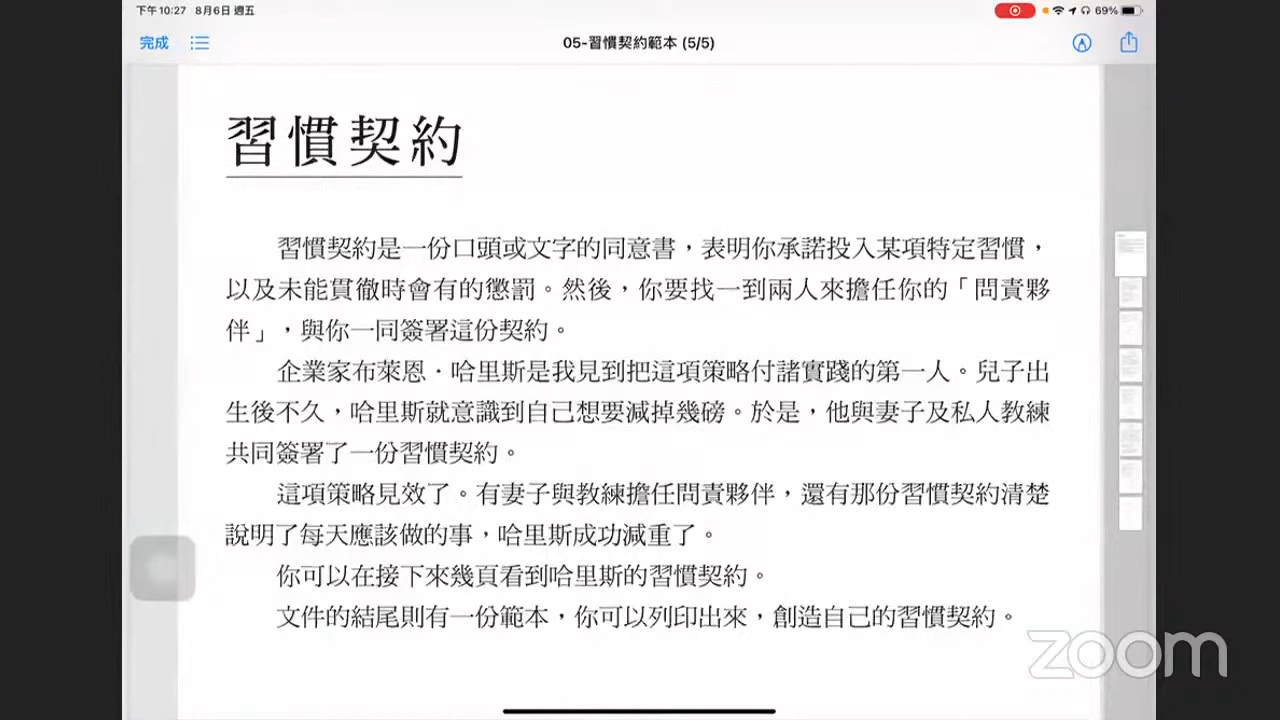 下午10:27 8月6日 週五
69%
完成
05-習慣契約範本 (5/5)
習慣契約
習慣契約是一份口頭或文字的同意書，表明你承諾投入某項特定習慣，
以及未能貫徹時會有的懲罰。然後，你要找一到兩人來擔任你的「問責夥
伴」，與你一同簽署這份契約。
企業家布萊恩·哈里斯是我見到把這項策略付諸實踐的第一人。兒子出
生後不久，哈里斯就意識到自己想要減掉幾磅。於是，他與妻子及私人教練
共同簽署了一份習慣契約。
這項策略見效了。有妻子與教練擔任問責夥伴，還有那份習慣契約清楚
說明了每天應該做的事，哈里斯成功減重了。
你可以在接下來幾頁看到哈里斯的習慣契約。
文件的結尾則有一份範本，你可以列印出來，創造自己的習慣契約。
zoom